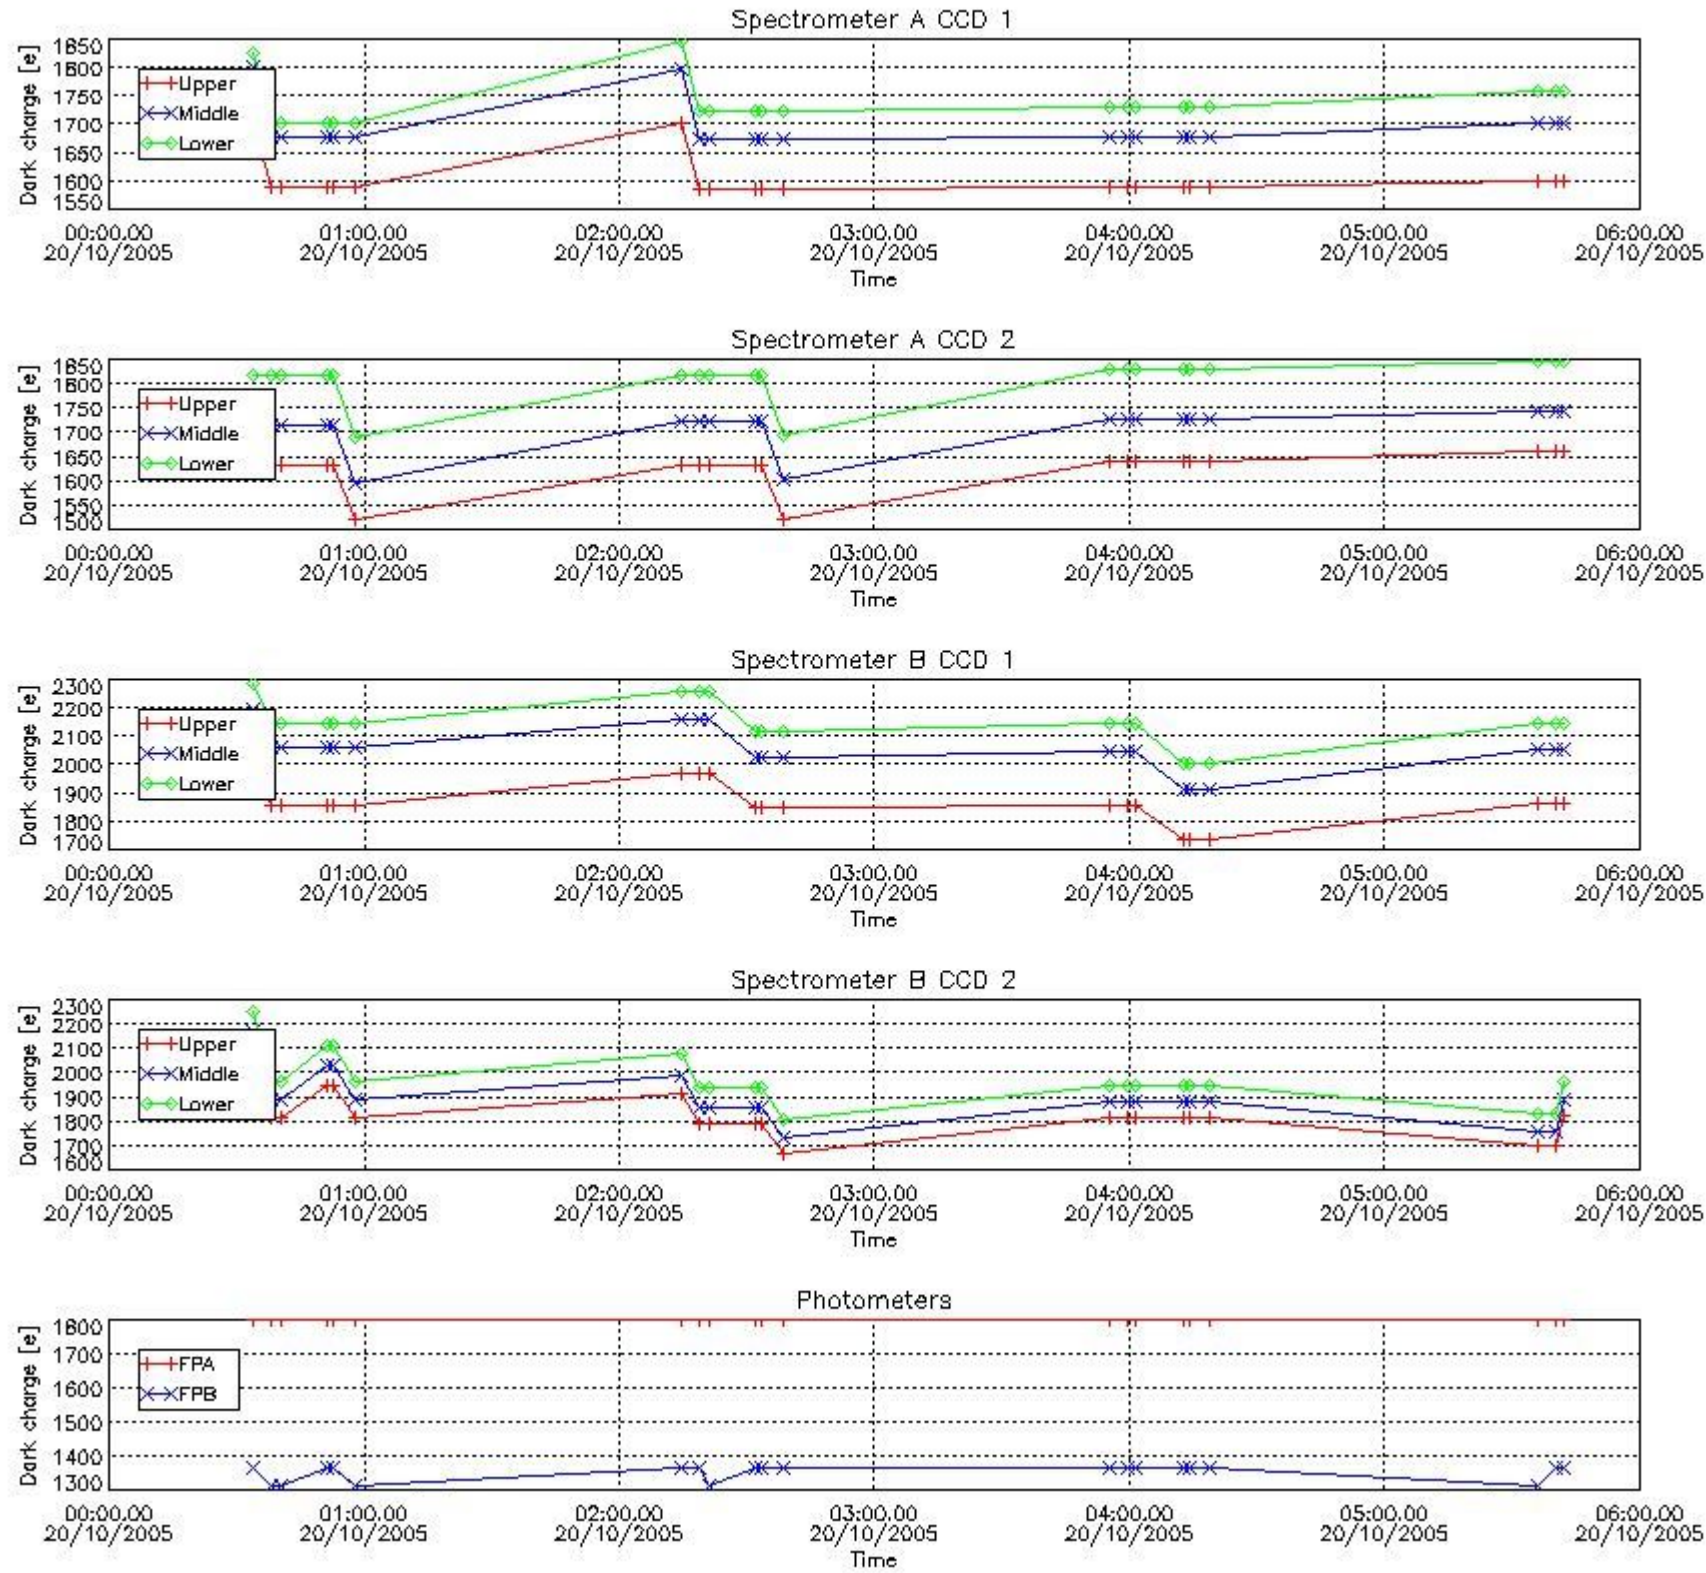 Spectrometer A CCD 1
Dark charge [e]
1850
1800
1750
1700
1650
1600
1550
Upper
Middle
Lower
00:00.00 01:00.00 02:00.00 03:00.00 04:00.00 05:00.00 06:00.00
20/10/2005 20/10/2005 20/10/2005 20/10/2005 20/10/2005 20/10/2005 20/10/2005
Time
Spectrometer A CCD 2
Dark charge [e]
1850
1800
1750
1700
1650
1600
1550
1500
Upper
Middle
Lower
00:00.00 01:00.00 02:00.00 03:00.00 04:00.00 05:00.00 06:00.00
20/10/2005 20/10/2005 20/10/2005 20/10/2005 20/10/2005 20/10/2005 20/10/2005
Time
Spectrometer B CCD 1
Dark charge [e]
2300
2200
2100
2000
1900
1800
1700
Upper
Middle
Lower
00:00.00 01:00.00 02:00.00 03:00.00 04:00.00 05:00.00 06:00.00
20/10/2005 20/10/2005 20/10/2005 20/10/2005 20/10/2005 20/10/2005 20/10/2005
Time
Spectrometer B CCD 2
Dark charge [e]
2300
2200
2100
2000
1900
1800
1700
1600
Upper
Middle
Lower
00:00.00 01:00.00 02:00.00 03:00.00 04:00.00 05:00.00 06:00.00
20/10/2005 20/10/2005 20/10/2005 20/10/2005 20/10/2005 20/10/2005 20/10/2005
Time
Photometers
Dark charge [e]
1800
1700
1600
1500
1400
1300
FPA
FPB
00:00.00 01:00.00 02:00.00 03:00.00 04:00.00 05:00.00 06:00.00
20/10/2005 20/10/2005 20/10/2005 20/10/2005 20/10/2005 20/10/2005 20/10/2005
Time